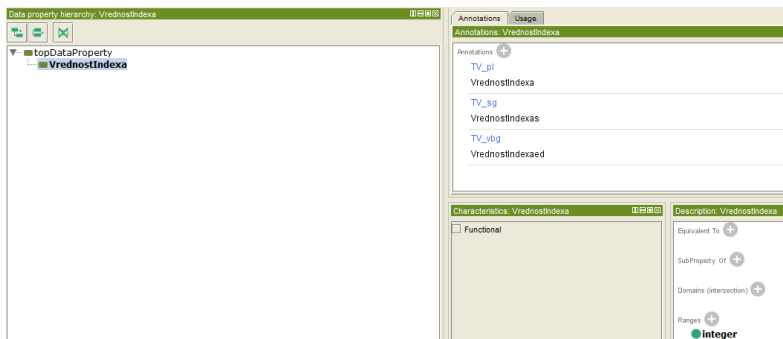 Data property hierarchy: VrednostIndexa
topDataProperty
VrednostIndexa
Annotations Usage
Annotations: VrednostIndexa
Annotations
TV_pl
VrednostIndexa
TV_sg
VrednostIndexas
TV_vbg
VrednostIndexaed
Characteristics: VrednostIndexa
Functional
Description: VrednostIndexa
Equivalent To
SubProperty Of
Domains (intersection)
Ranges
integer